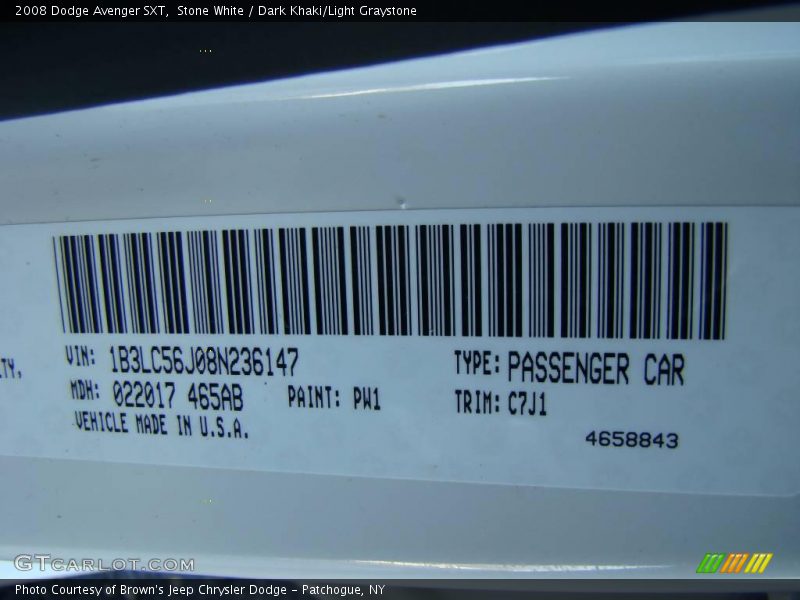 2008 Dodge Avenger SXT,  Stone White / Dark Khaki/Light Graystone
VIN: 1B3LC56J08N236147
TYPE: PASSENGER CAR
TY,
MDH: 022017 465AB
PAINT: PW1
TRIM: C7J1
VEHICLE MADE IN U.S.A.
4658843
GTCARLOT.COM
Photo Courtesy of Brown's Jeep Chrysler Dodge – Patchogue, NY